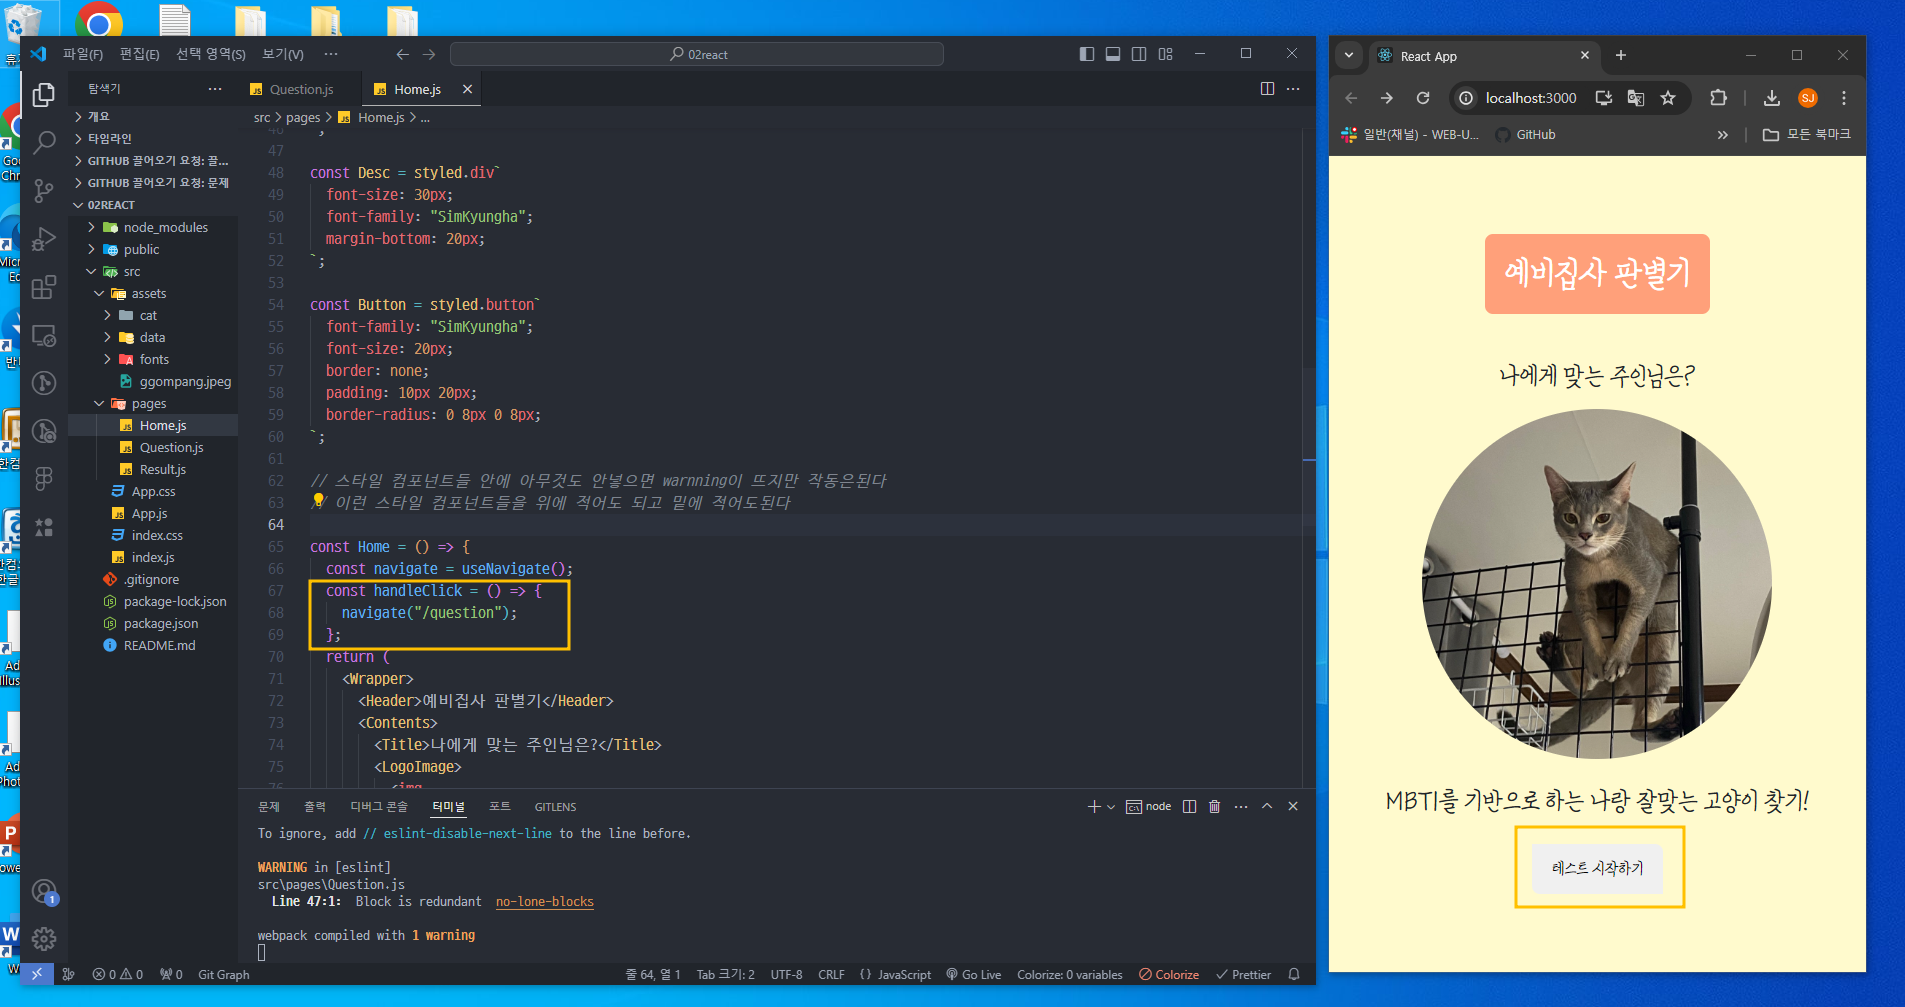 파일(F) 편집(E) 선택 영역(S) 보기(V) ···
02react
탐색기 ···
개요
타임라인
GITHUB 끌어오기 요청: 끌...
GITHUB 끌어오기 요청: 문제
02REACT
node_modules
public
src
assets
cat
data
fonts
ggompang.jpeg
pages
Home.js
Question.js
Result.js
App.css
App.js
index.css
index.js
.gitignore
package-lock.json
package.json
README.md
1
Question.js
Home.js
src > pages > Home.js > ...
46 `;
47
48 const Desc = styled.div`
49 font-size: 30px;
50 font-family: "SimKyungha";
51 margin-bottom: 20px;
52 `;
53
54 const Button = styled.button`
55 font-family: "SimKyungha";
56 font-size: 20px;
57 border: none;
58 padding: 10px 20px;
59 border-radius: 0 8px 0 8px;
60 `;
61
62 // 스타일 컴포넌트들 안에 아무것도 안넣으면 warnning이 뜨지만 작동은된다
63 // 이런 스타일 컴포넌트들을 위에 적어도 되고 밑에 적어도된다
64
65 const Home = () => {
66 const navigate = useNavigate();
67 const handleClick = () => {
68 navigate("/question");
69 };
70 return (
71 <Wrapper>
72 <Header>예비집사 판별기</Header>
73 <Contents>
74 <Title>나에게 맞는 주인님은?</Title>
75 <LogoImage>
76 <img
문제 출력 디버그 콘솔 터미널 포트 GITLENS
node
To ignore, add // eslint-disable-next-line to the line before.
WARNING in [eslint]
src\pages\Question.js
Line 47:1: Block is redundant no-lone-blocks
webpack compiled with 1 warning
0 0 0 Git Graph
줄 64, 열 1 Tab 크기: 2 UTF-8 CRLF {} JavaScript Go Live Colorize: 0 variables Colorize Prettier
React App
localhost:3000
SJ
일반(채널) - WEB-U...
GitHub
모든 북마크
예비집사 판별기
나에게 맞는 주인님은?
MBTI를 기반으로 하는 나랑 잘맞는 고양이 찾기!
테스트 시작하기